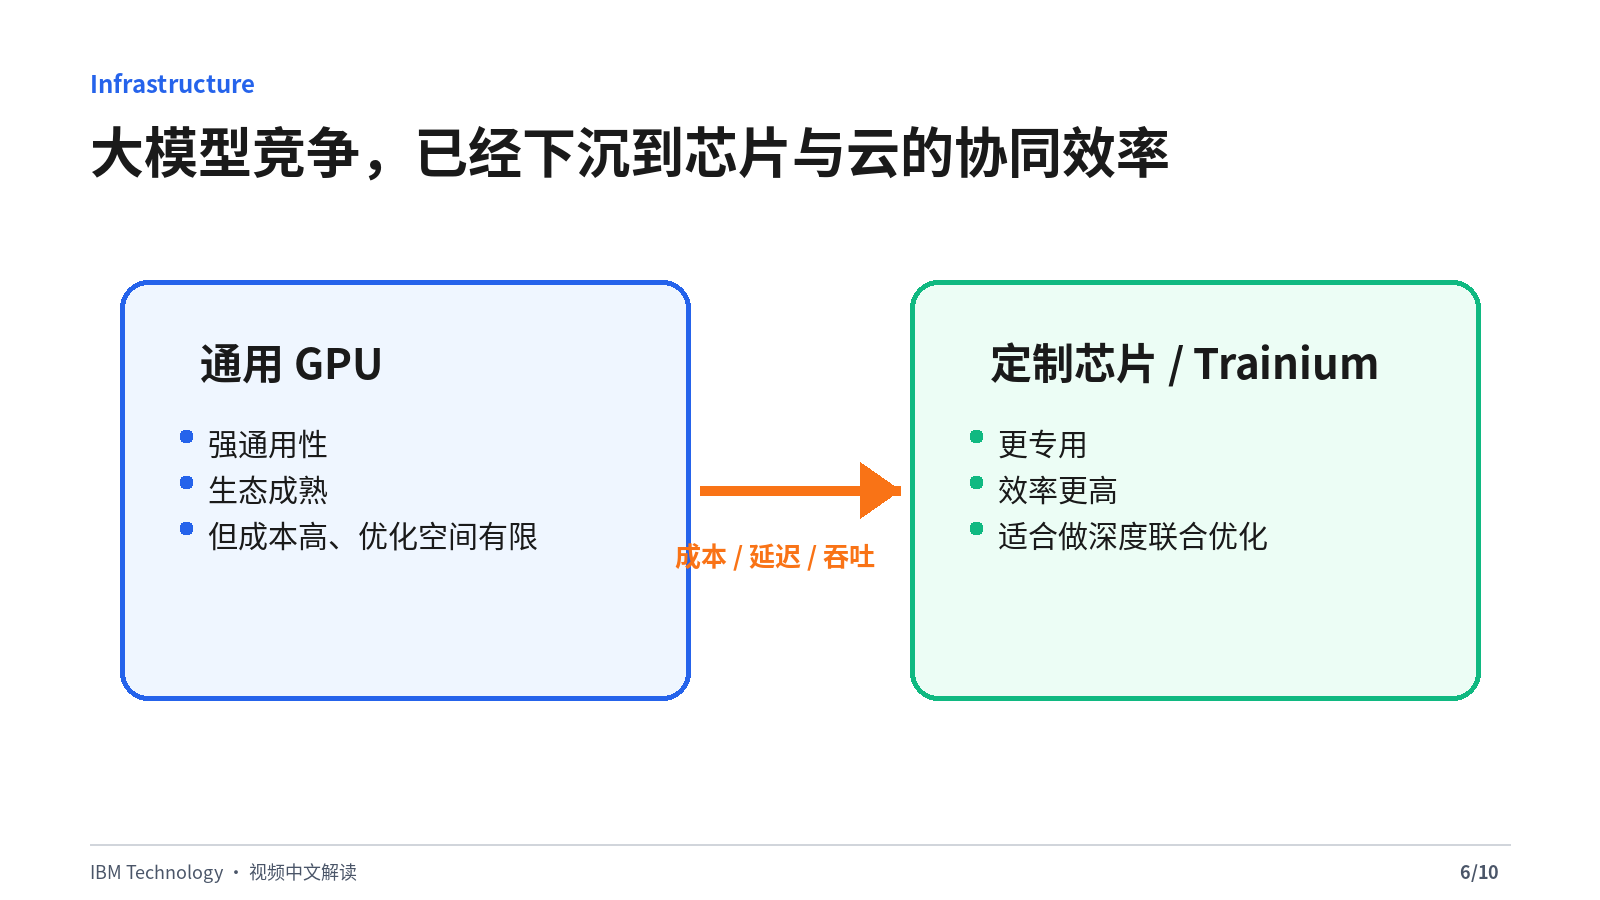 Infrastructure
大模型竞争，已经下沉到芯片与云的协同效率
通用 GPU
强通用性
生态成熟
但成本高、优化空间有限
成本 / 延迟 / 吞吐
定制芯片 / Trainium
更专用
效率更高
适合做深度联合优化
IBM Technology • 视频中文解读
6/10